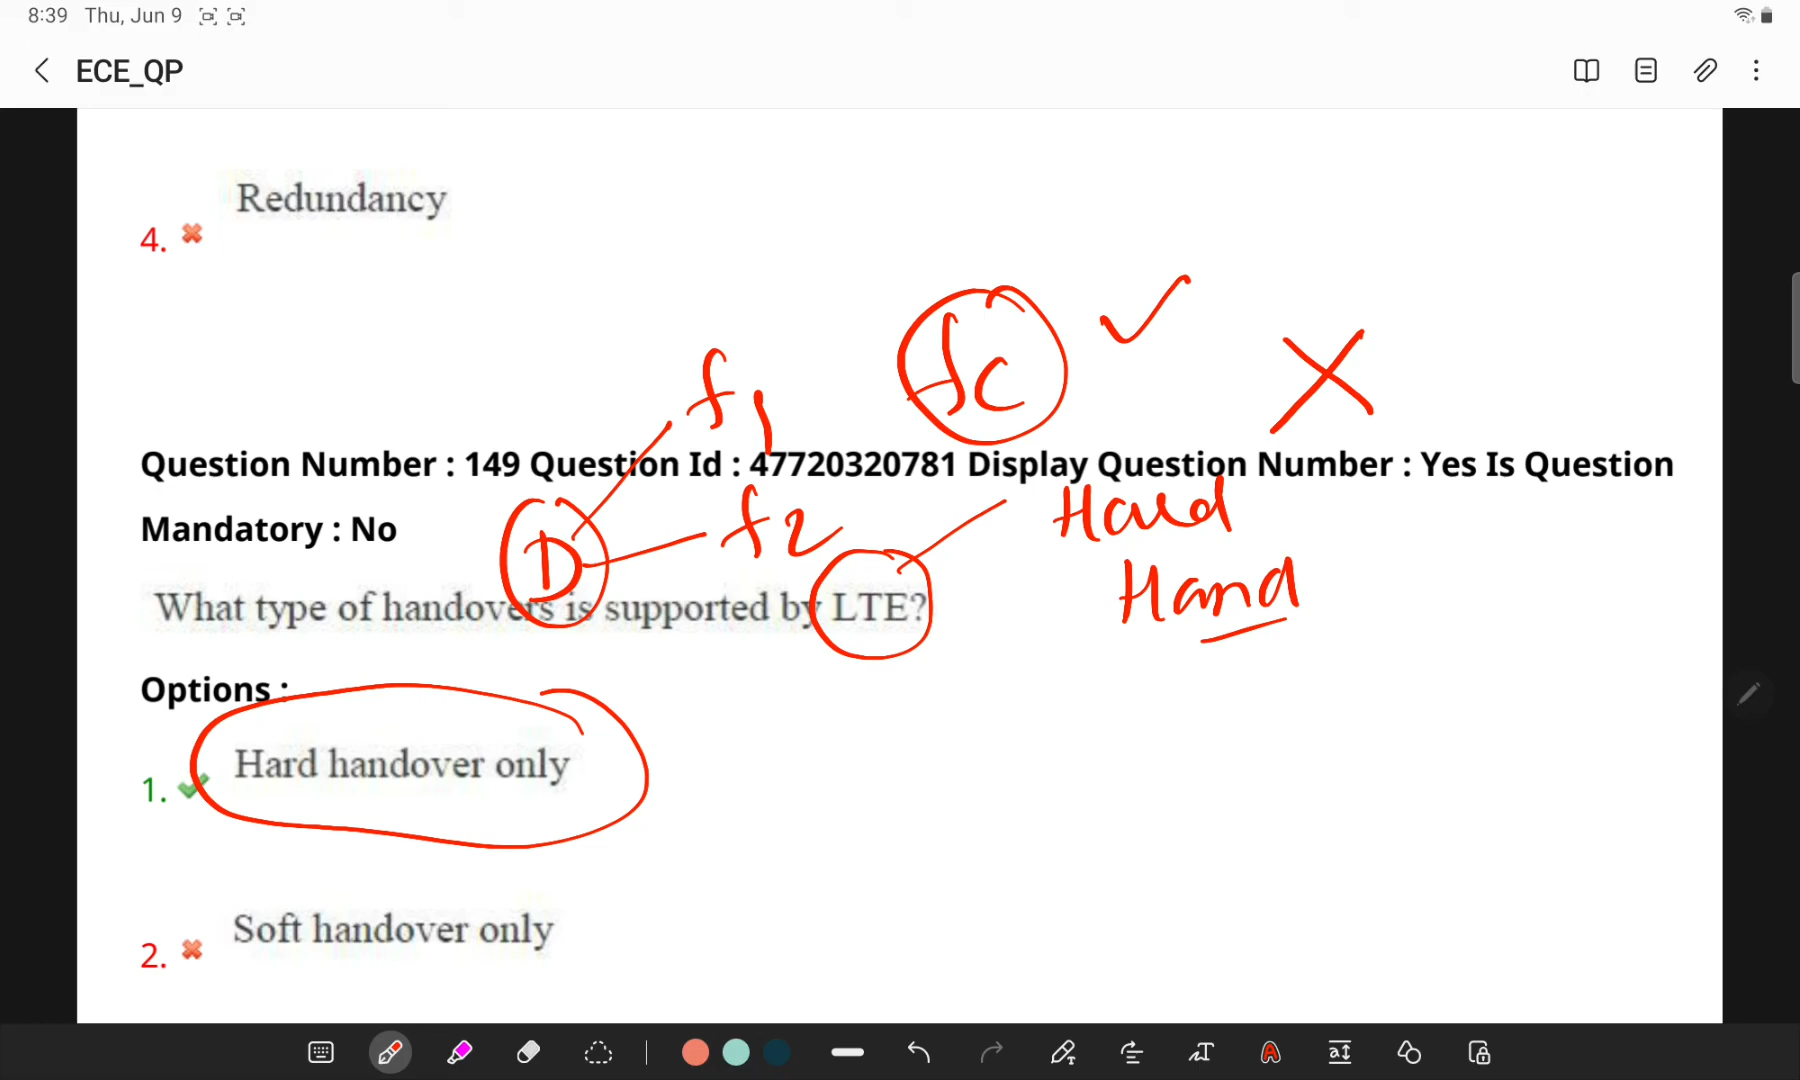 8:39 Thu, Jun 9
ECE_QP
Redundancy
4.
fc
f1
Question Number : 149 Question Id : 47720320781 Display Question Number : Yes Is Question
Hard
f2
Mandatory : No
D
Hand
What type of handovers is supported by LTE?
Options :
Hard handover only
1.
Soft handover only
2.